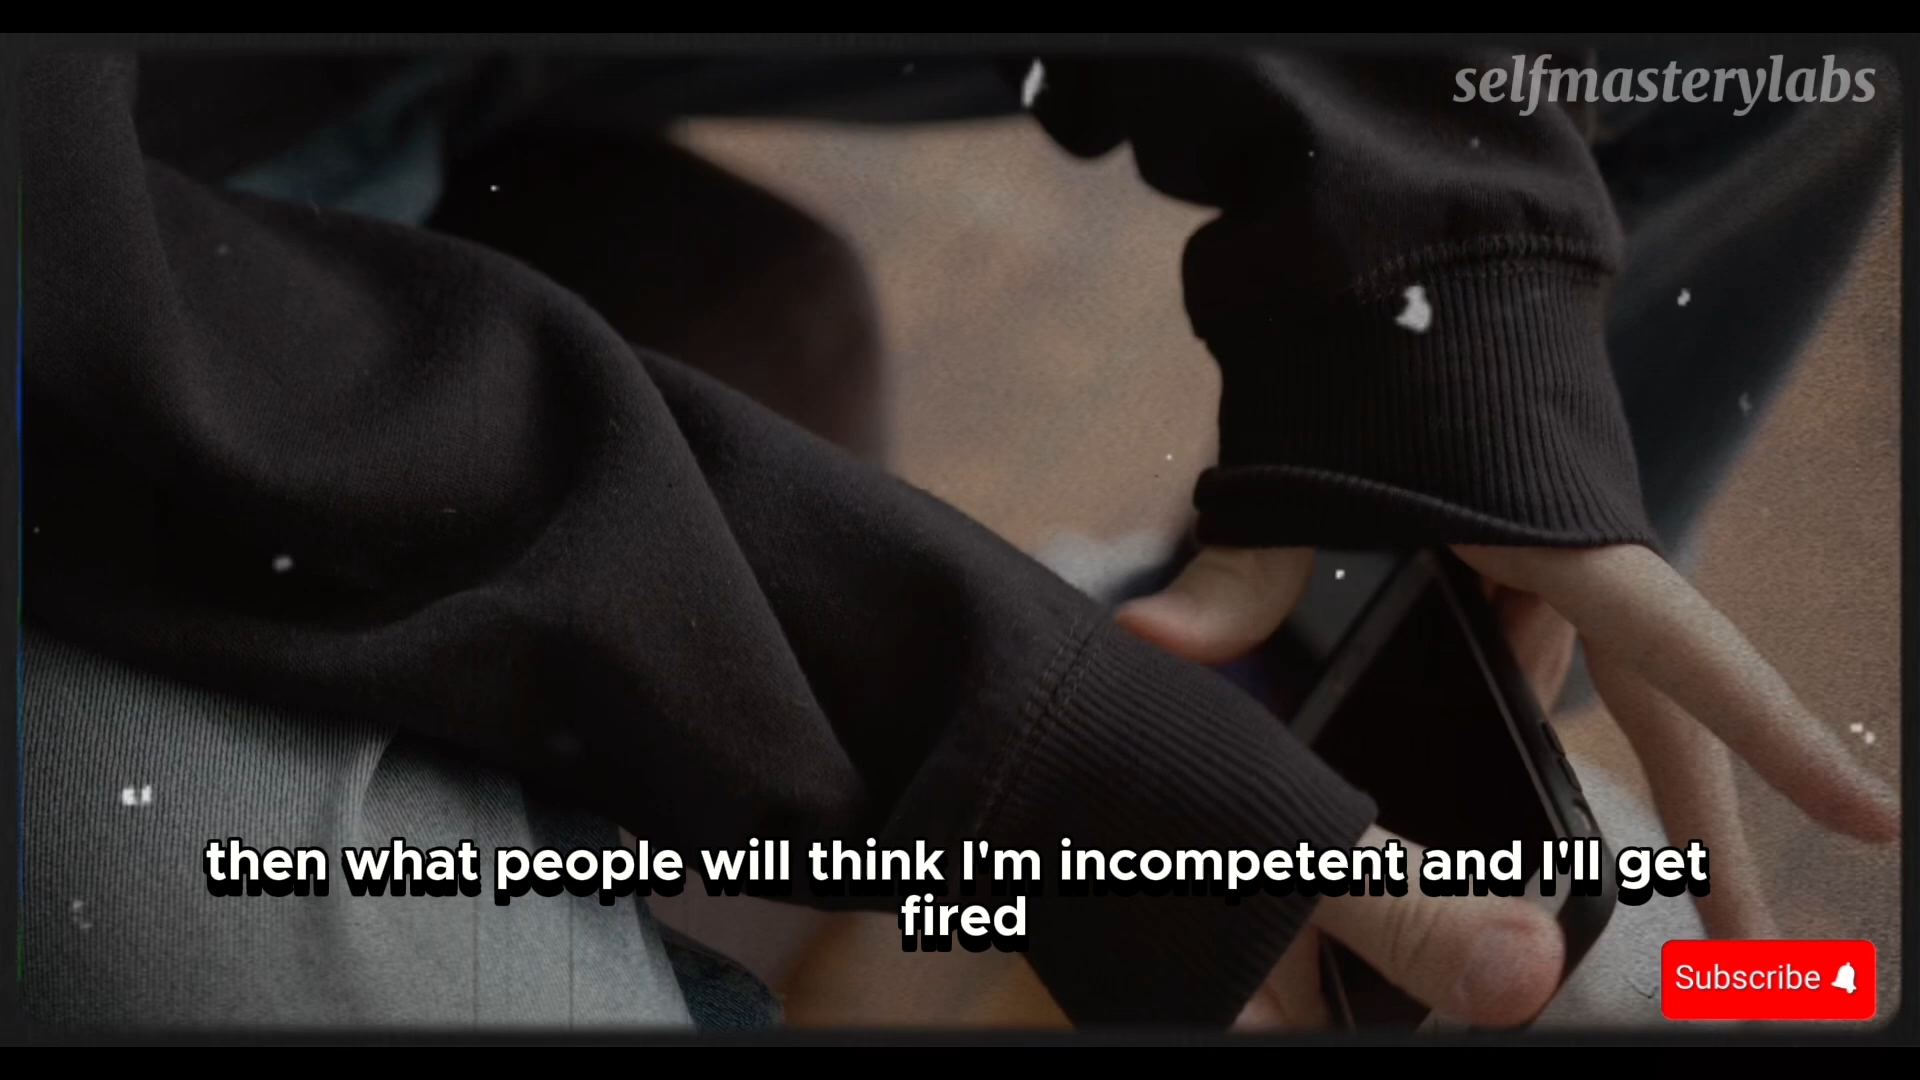 selfmasterylabs
then what people will think I'm incompetent and I'll get
fired
Subscribe